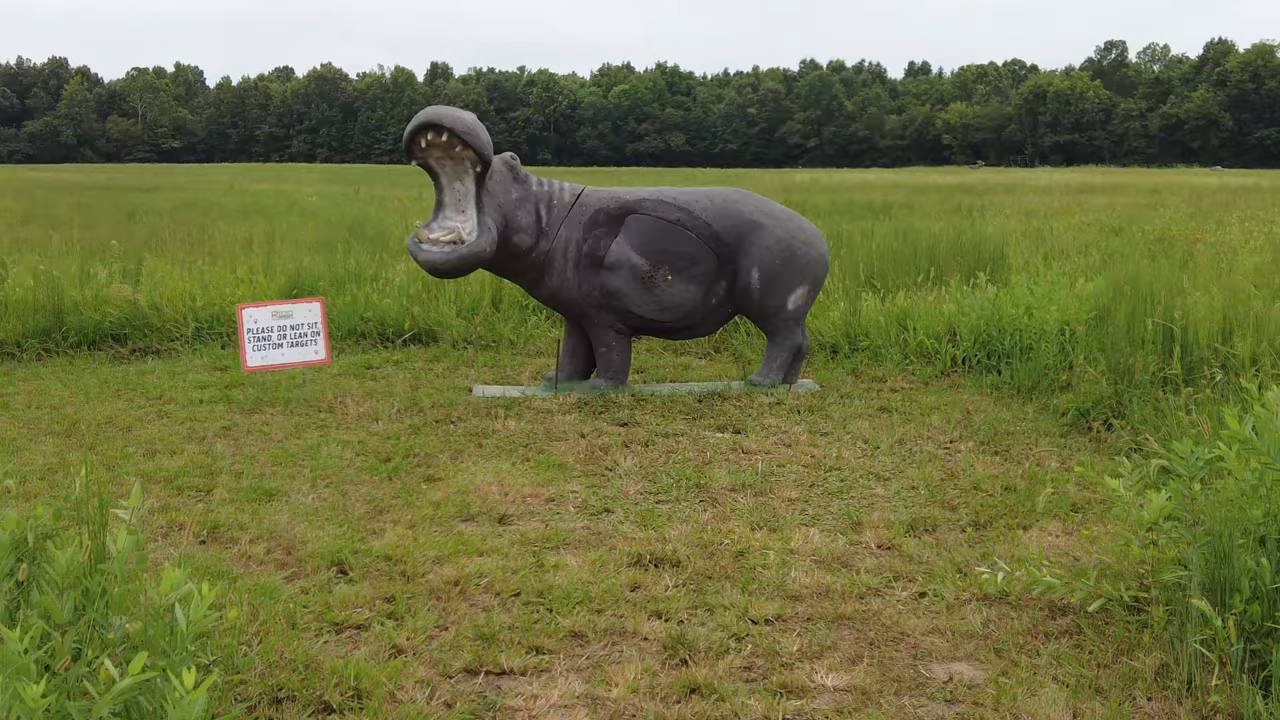 PLEASE DO NOT SIT,
STAND, OR LEAN ON
CUSTOM TARGETS